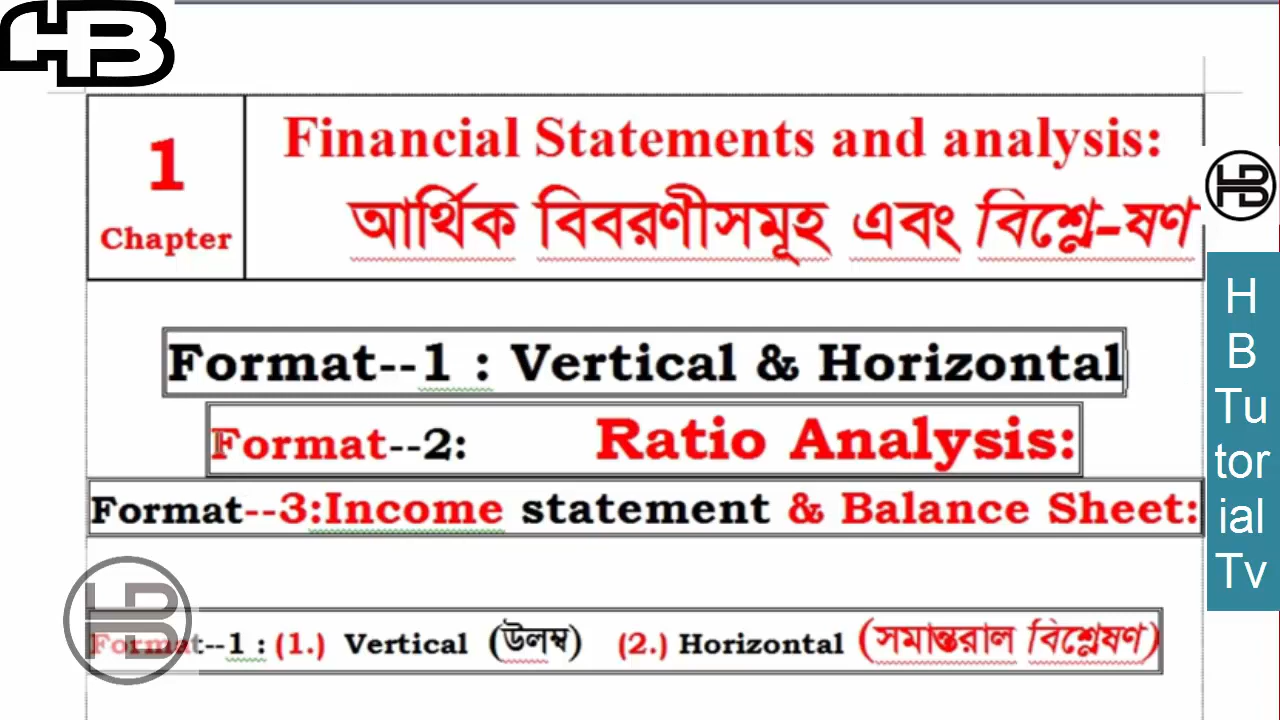 HB
1
Chapter
Financial Statements and analysis:
আর্থিক বিবরণীসমূহ এবং বিশ্লে-ষণ
Format--1 : Vertical & Horizontal
Format--2: Ratio Analysis:
Format--3:Income statement & Balance Sheet:
Format--1 : (1.) Vertical (উলম্ব) (2.) Horizontal (সমান্তরাল বিশ্লেষণ)
HB
HB
H
B
Tu
tor
ial
Tv